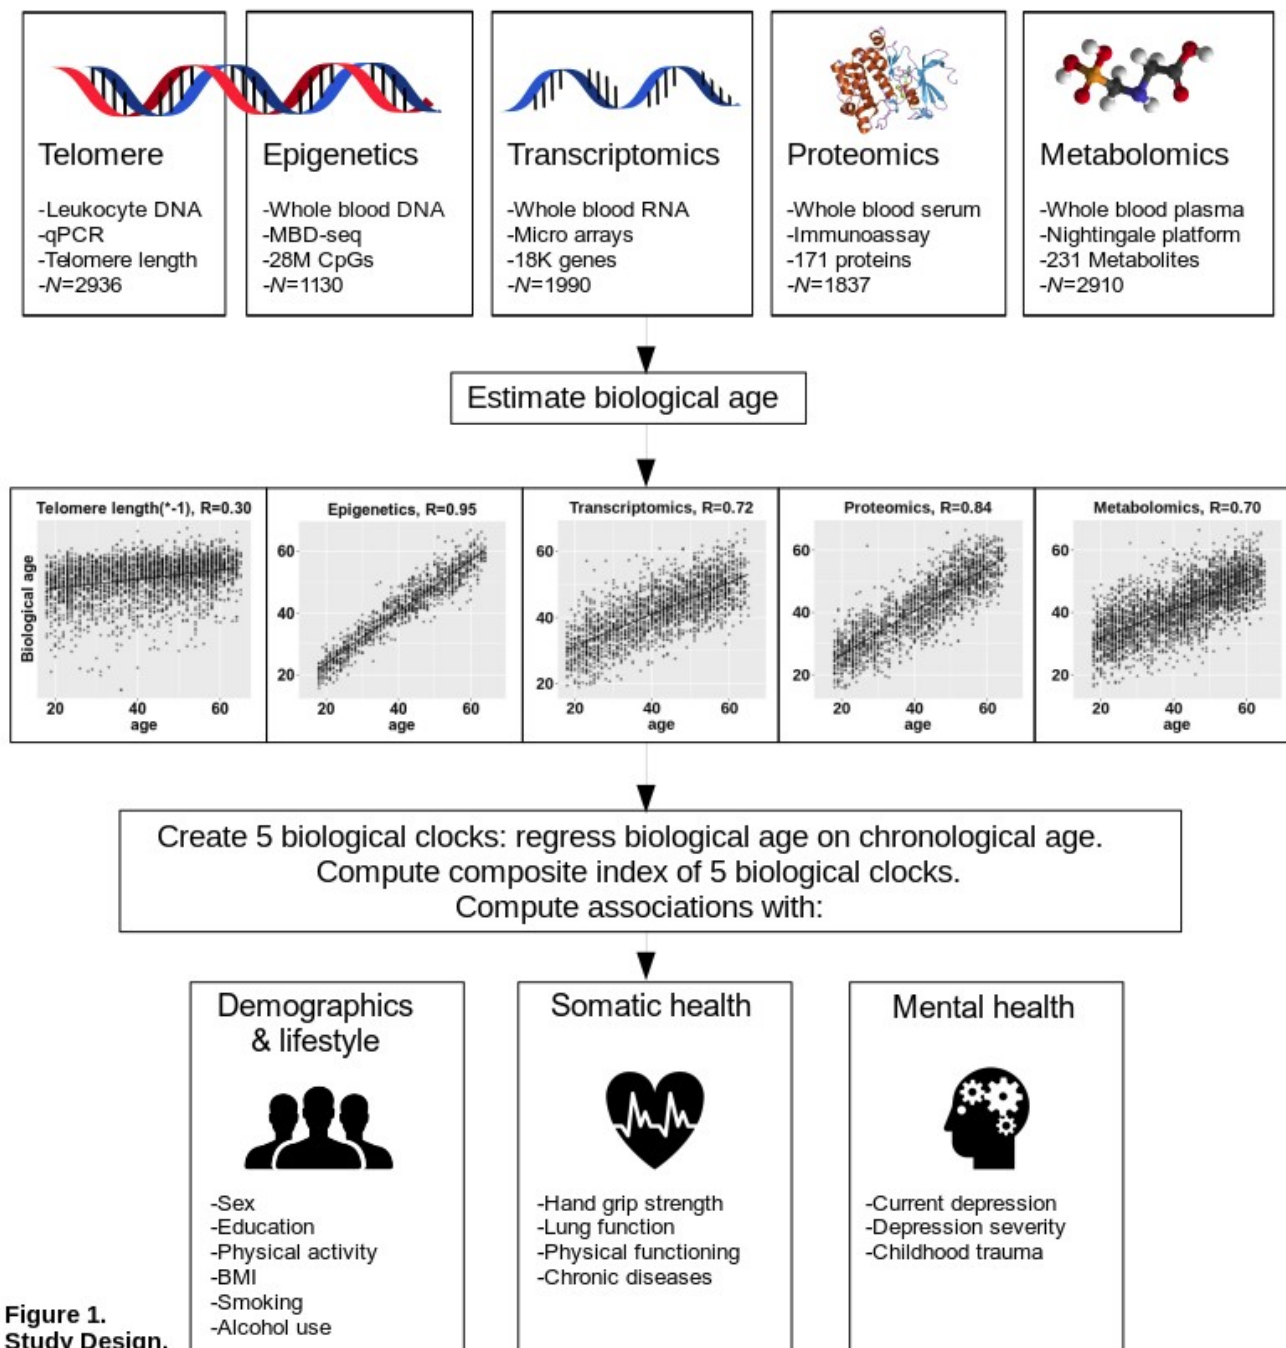 Telomere
-Leukocyte DNA
-qPCR
-Telomere length
-N=2936
Epigenetics
-Whole blood DNA
-MBD-seq
-28M CpGs
-N=1130
Transcriptomics
-Whole blood RNA
-Micro arrays
-18K genes
-N=1990
Proteomics
-Whole blood serum
-Immunoassay
-171 proteins
-N=1837
Metabolomics
-Whole blood plasma
-Nightingale platform
-231 Metabolites
-N=2910
Estimate biological age
Telomere length(*-1), R=0.30
Biological age
20 40 60
age
Epigenetics, R=0.95
60
40
20
20 40 60
age
Transcriptomics, R=0.72
60
40
20
20 40 60
age
Proteomics, R=0.84
60
40
20
20 40 60
age
Metabolomics, R=0.70
60
40
20
20 40 60
age
Create 5 biological clocks: regress biological age on chronological age.
Compute composite index of 5 biological clocks.
Compute associations with:
Demographics
& lifestyle
-Sex
-Education
-Physical activity
-BMI
-Smoking
-Alcohol use
Somatic health
-Hand grip strength
-Lung function
-Physical functioning
-Chronic diseases
Mental health
-Current depression
-Depression severity
-Childhood trauma
Figure 1.
Study Design.